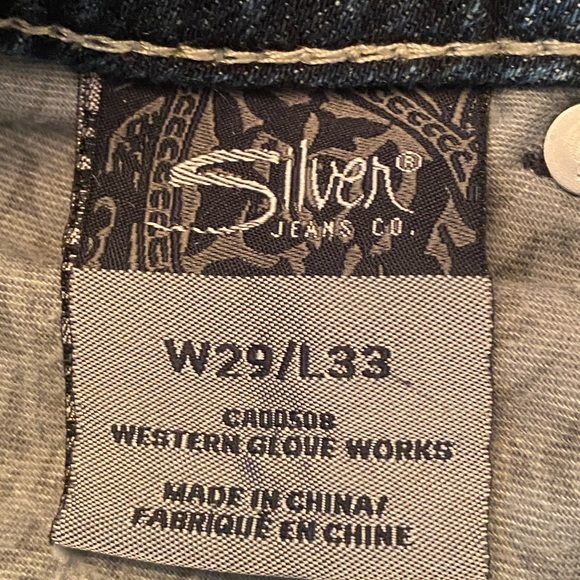 Silver®
JEANS CO.
W29/L33
CA00508
WESTERN GLOVE WORKS
MADE IN CHINA/
FABRIQUÉ EN CHINE